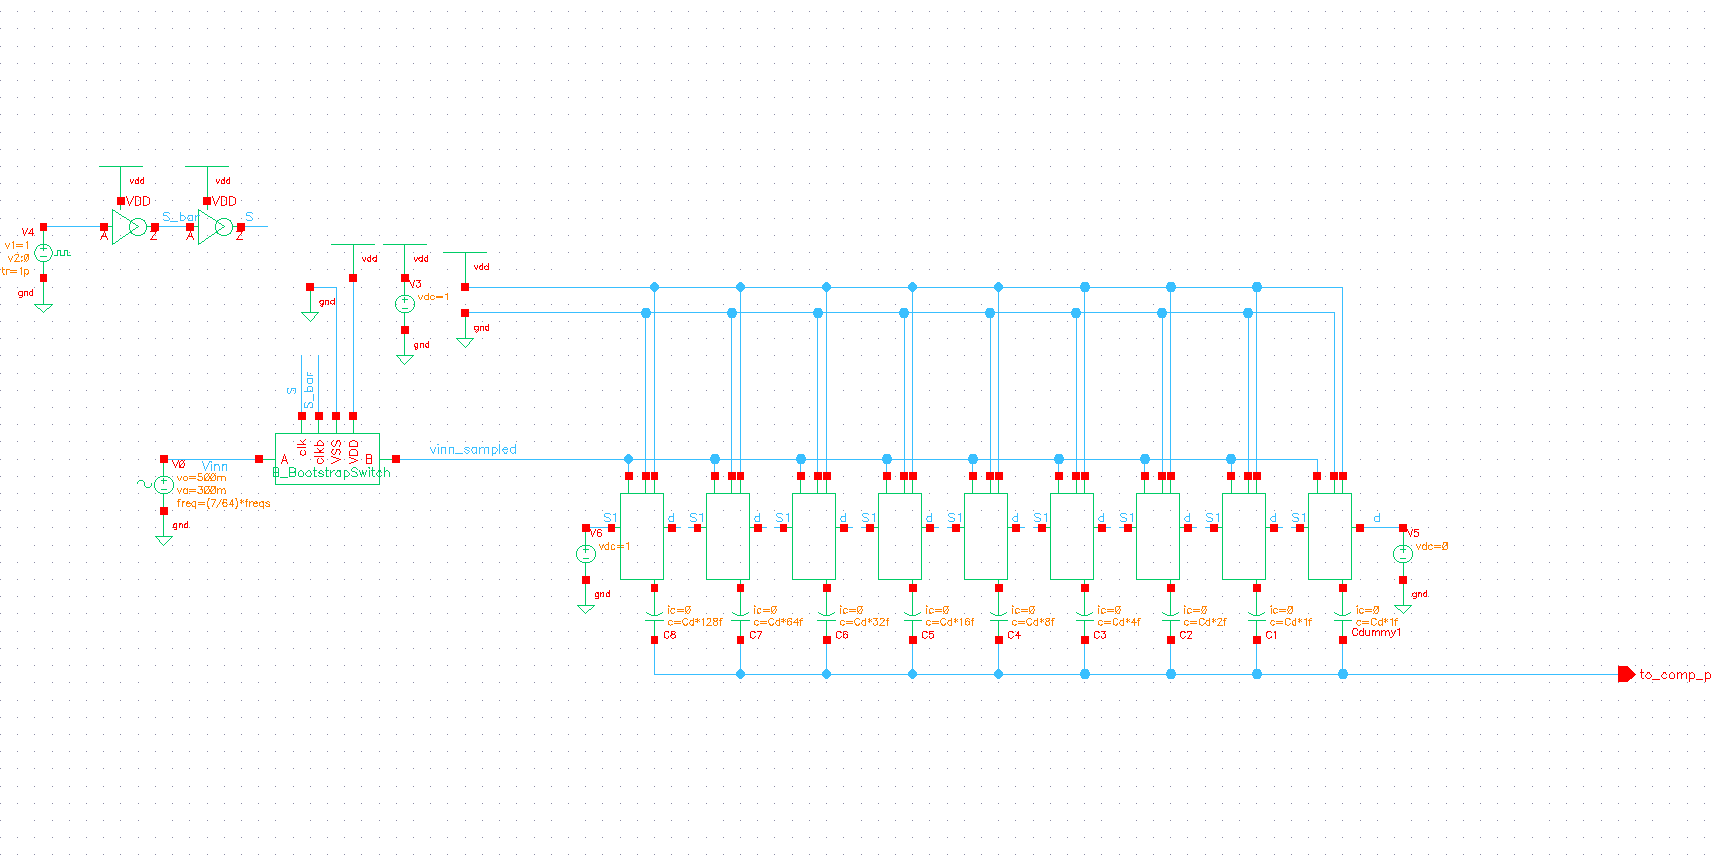 vdd
vdd
VDD
VDD
S_bar
S
A
Z
A
Z
V4
v1=1
v2:0
tr=1p
gnd
vdd
vdd
vdd
V3
vdc=1
gnd
gnd
gnd
S
S_bar
clk
clkb
VSS
VDD
A
B
B_BootstrapSwitch
vinn_sampled
V0
Vinn
vo=500m
va=300m
freq=(7/64)*freqs
gnd
S1
d
S1
d
S1
d
S1
d
S1
d
S1
d
S1
d
S1
d
S1
d
V6
vdc=1
gnd
V5
vdc=0
gnd
ic=0
c=Cd*128f
C8
ic=0
c=Cd*64f
C7
ic=0
c=Cd*32f
C6
ic=0
c=Cd*16f
C5
ic=0
c=Cd*8f
C4
ic=0
c=Cd*4f
C3
ic=0
c=Cd*2f
C2
ic=0
c=Cd*1f
C1
ic=0
c=Cd*1f
Cdummy1
to_comp_p